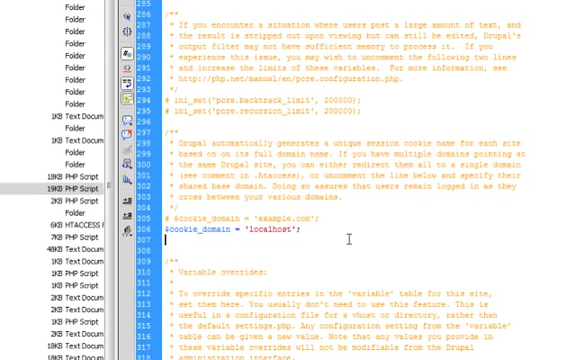 Folder
Folder
Folder
Folder
Folder
Folder
Folder
Folder
Folder
Folder
1KB Text Docum
Folder
1KB Text Docum
Folder
1KB Text Docum
18KB PHP Script
19KB PHP Script
2KB PHP Script
Folder
6KB HTACCESS
7KB PHP Script
48KB Text Docum
2KB Text Docum
1KB PHP Script
1KB PHP Script
1KB Text Docum
1KB PHP Script
2KB Text Docum
285
286 /**
287 * If you encounter a situation where users post a large amount of text, and
288 * the result is stripped out upon viewing but can still be edited, Drupal's
289 * output filter may not have sufficient memory to process it.  If you
290 * experience this issue, you may wish to uncomment the following two lines
291 * and increase the limits of these variables.  For more information, see
292 * http://php.net/manual/en/pcre.configuration.php.
293 */
294 # ini_set('pcre.backtrack_limit', 200000);
295 # ini_set('pcre.recursion_limit', 200000);
296
297 /**
298 * Drupal automatically generates a unique session cookie name for each site
299 * based on on its full domain name. If you have multiple domains pointing at
300 * the same Drupal site, you can either redirect them all to a single domain
301 * (see comment in .htaccess), or uncomment the line below and specify their
302 * shared base domain. Doing so assures that users remain logged in as they
303 * cross between your various domains.
304 */
305 # $cookie_domain = 'example.com';
306 $cookie_domain = 'localhost';
307
308
309 /**
310 * Variable overrides:
311 *
312 * To override specific entries in the 'variable' table for this site,
313 * set them here. You usually don't need to use this feature. This is
314 * useful in a configuration file for a vhost or directory, rather than
315 * the default settings.php. Any configuration setting from the 'variable'
316 * table can be given a new value. Note that any values you provide in
317 * these variable overrides will not be modifiable from the Drupal
318 * administration interface.